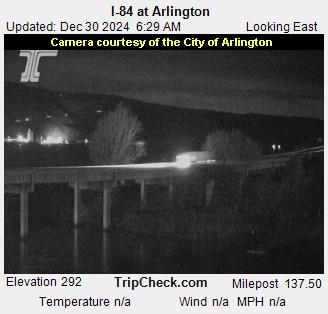 I-84 at Arlington
Updated: Dec 30 2024 6:29 AM Looking East
Camera courtesy of the City of Arlington
Elevation 292 TripCheck.com Milepost 137.50
Temperature n/a Wind n/a MPH n/a